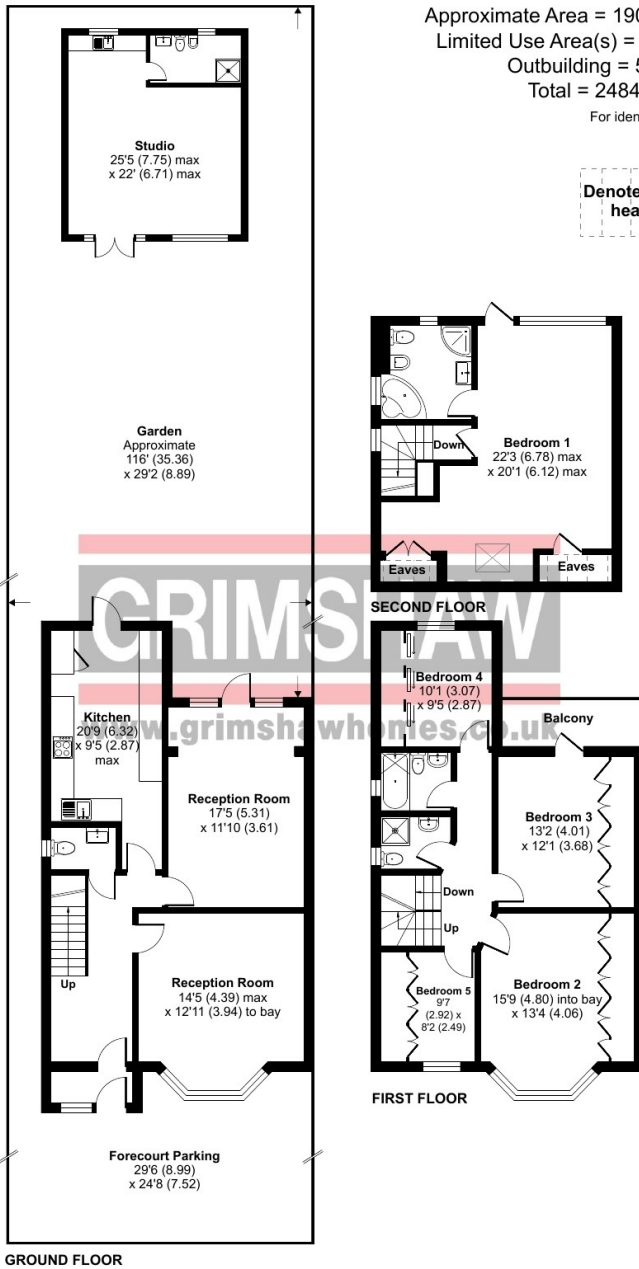 Approximate Area = 190
Limited Use Area(s) =
Outbuilding = 5
Total = 2484
For iden
Denote
hea
Studio
25'5 (7.75) max
x 22' (6.71) max
Garden
Approximate
116' (35.36)
x 29'2 (8.89)
Down
Bedroom 1
22'3 (6.78) max
x 20'1 (6.12) max
Eaves
Eaves
SECOND FLOOR
GRIMSHAW
www.grimshawhomes.co.uk
Kitchen
20'9 (6.32)
x 9'5 (2.87)
max
Reception Room
17'5 (5.31)
x 11'10 (3.61)
Up
Reception Room
14'5 (4.39) max
x 12'11 (3.94) to bay
Forecourt Parking
29'6 (8.99)
x 24'8 (7.52)
GROUND FLOOR
Bedroom 4
10'1 (3.07)
x 9'5 (2.87)
Balcony
Bedroom 3
13'2 (4.01)
x 12'1 (3.68)
Down
Up
Bedroom 5
9'7
(2.92) x
8'2 (2.49)
Bedroom 2
15'9 (4.80) into bay
x 13'4 (4.06)
FIRST FLOOR